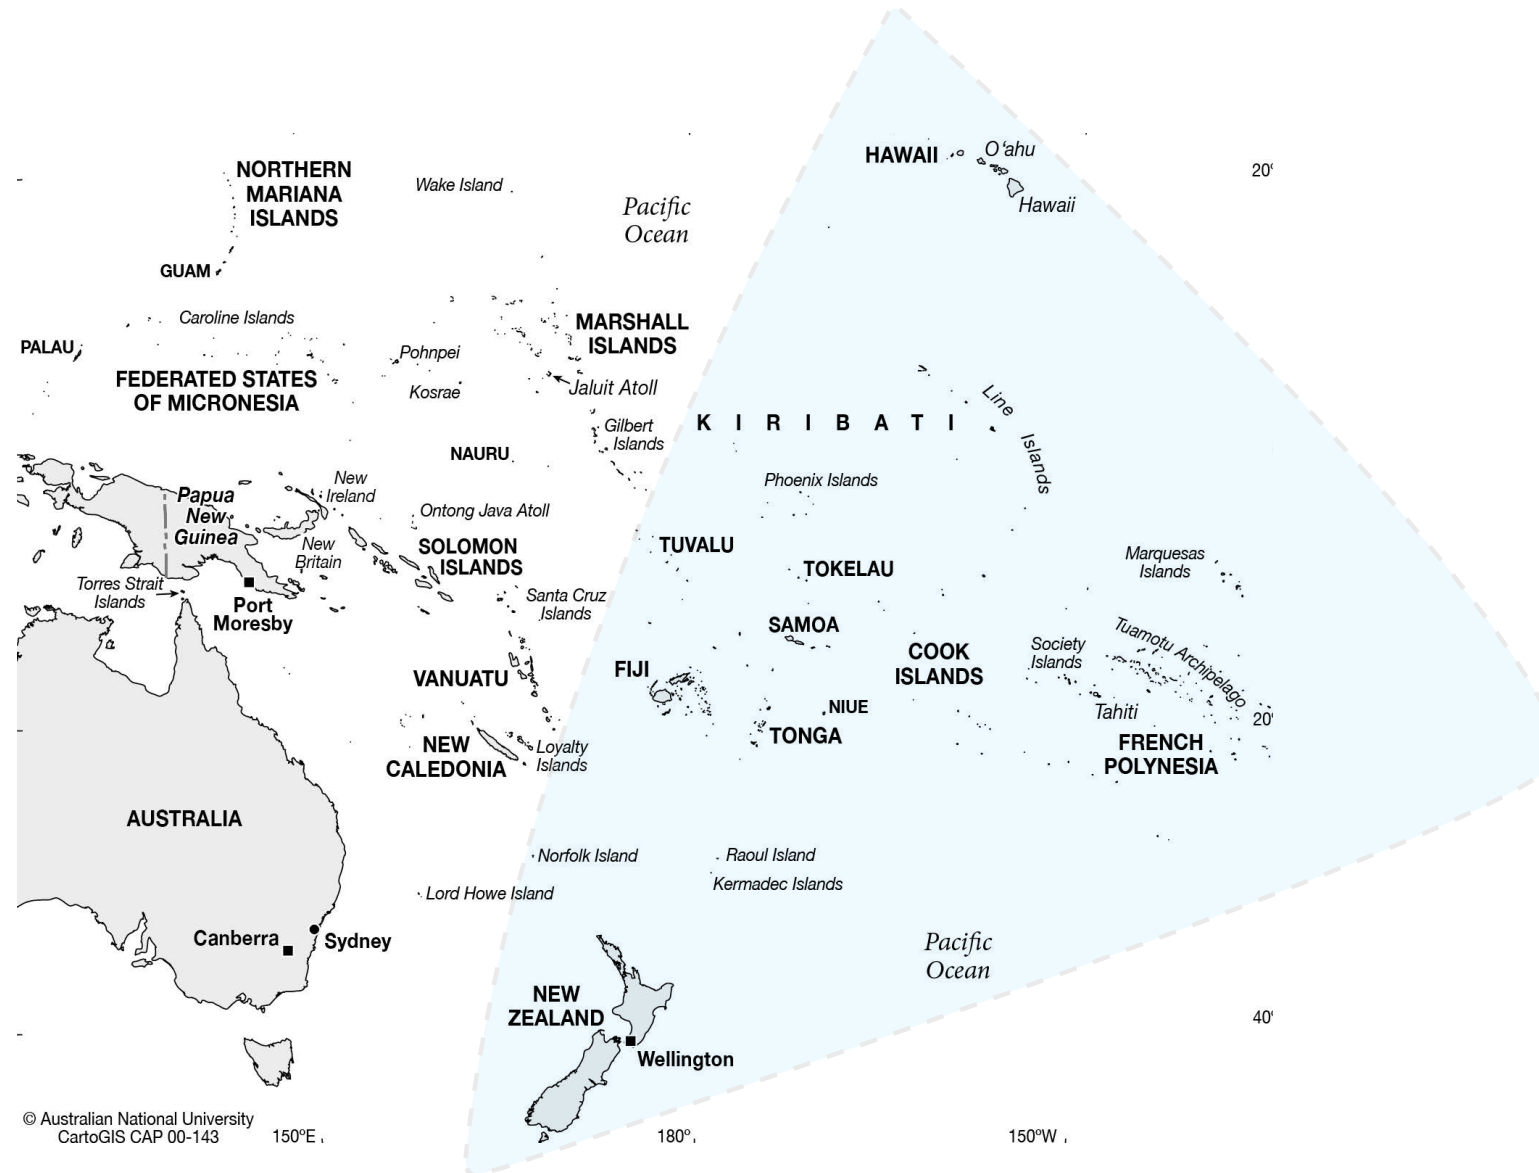 HAWAII
O‘ahu
Hawaii
20°
NORTHERN
MARIANA
ISLANDS
Wake Island
Pacific
Ocean
GUAM
Caroline Islands
MARSHALL
ISLANDS
PALAU
Pohnpei
FEDERATED STATES
OF MICRONESIA
Kosrae
Jaluit Atoll
Gilbert
Islands
K I R I B A T I
Line Islands
NAURU
Phoenix Islands
New
Ireland
Papua
New
Guinea
Ontong Java Atoll
New
Britain
SOLOMON
ISLANDS
TUVALU
TOKELAU
Marquesas
Islands
Torres Strait
Islands
Port
Moresby
Santa Cruz
Islands
SAMOA
COOK
ISLANDS
Society
Islands
Tuamotu Archipelago
VANUATU
FIJI
NIUE
Tahiti
20°
TONGA
NEW
CALEDONIA
Loyalty
Islands
FRENCH
POLYNESIA
AUSTRALIA
Norfolk Island
Raoul Island
Kermadec Islands
Lord Howe Island
Canberra
Sydney
Pacific
Ocean
NEW
ZEALAND
40°
Wellington
© Australian National University
CartoGIS CAP 00-143
150ºE
180º
150ºW